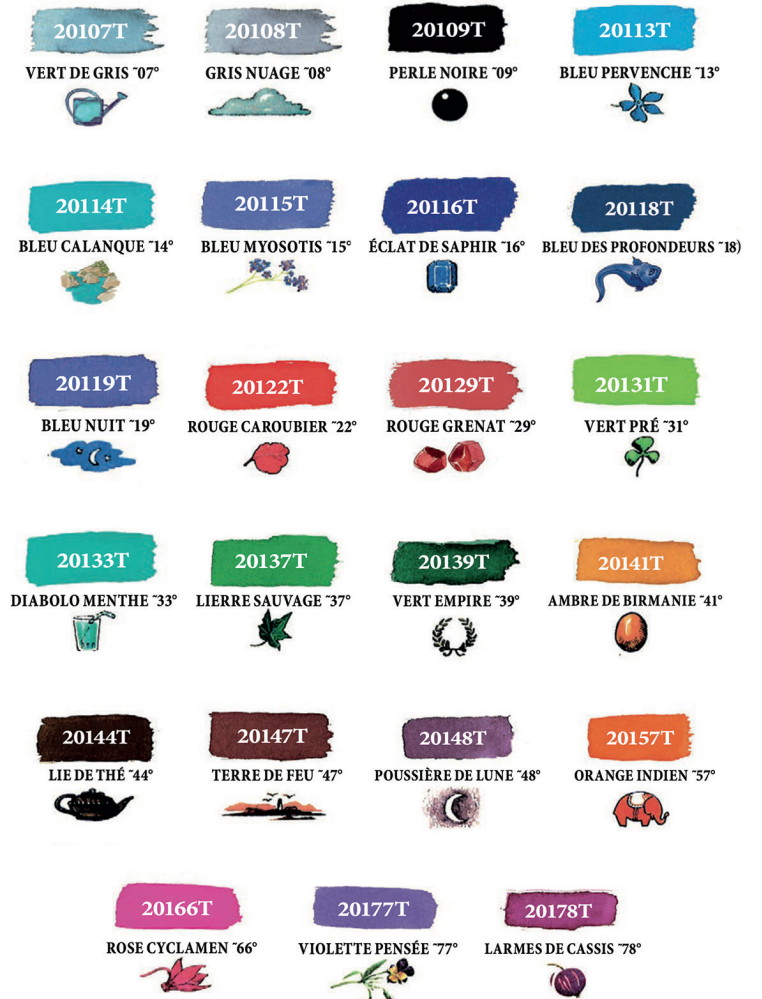 20107T
20108T
20109T
20113T
VERT DE GRIS ˜07°
GRIS NUAGE ˜08°
PERLE NOIRE ˜09°
BLEU PERVENCHE ˜13°
20114T
20115T
20116T
20118T
BLEU CALANQUE ˜14°
BLEU MYOSOTIS ˜15°
ÉCLAT DE SAPHIR ˜16°
BLEU DES PROFONDEURS ˜18)
20119T
20122T
20129T
20131T
BLEU NUIT ˜19°
ROUGE CAROUBIER ˜22°
ROUGE GRENAT ˜29°
VERT PRÉ ˜31°
20133T
20137T
20139T
20141T
DIABOLO MENTHE ˜33°
LIERRE SAUVAGE ˜37°
VERT EMPIRE ˜39°
AMBRE DE BIRMANIE ˜41°
20144T
20147T
20148T
20157T
LIE DE THÉ ˜44°
TERRE DE FEU ˜47°
POUSSIÈRE DE LUNE ˜48°
ORANGE INDIEN ˜57°
20166T
20177T
20178T
ROSE CYCLAMEN ˜66°
VIOLETTE PENSÉE ˜77°
LARMES DE CASSIS ˜78°